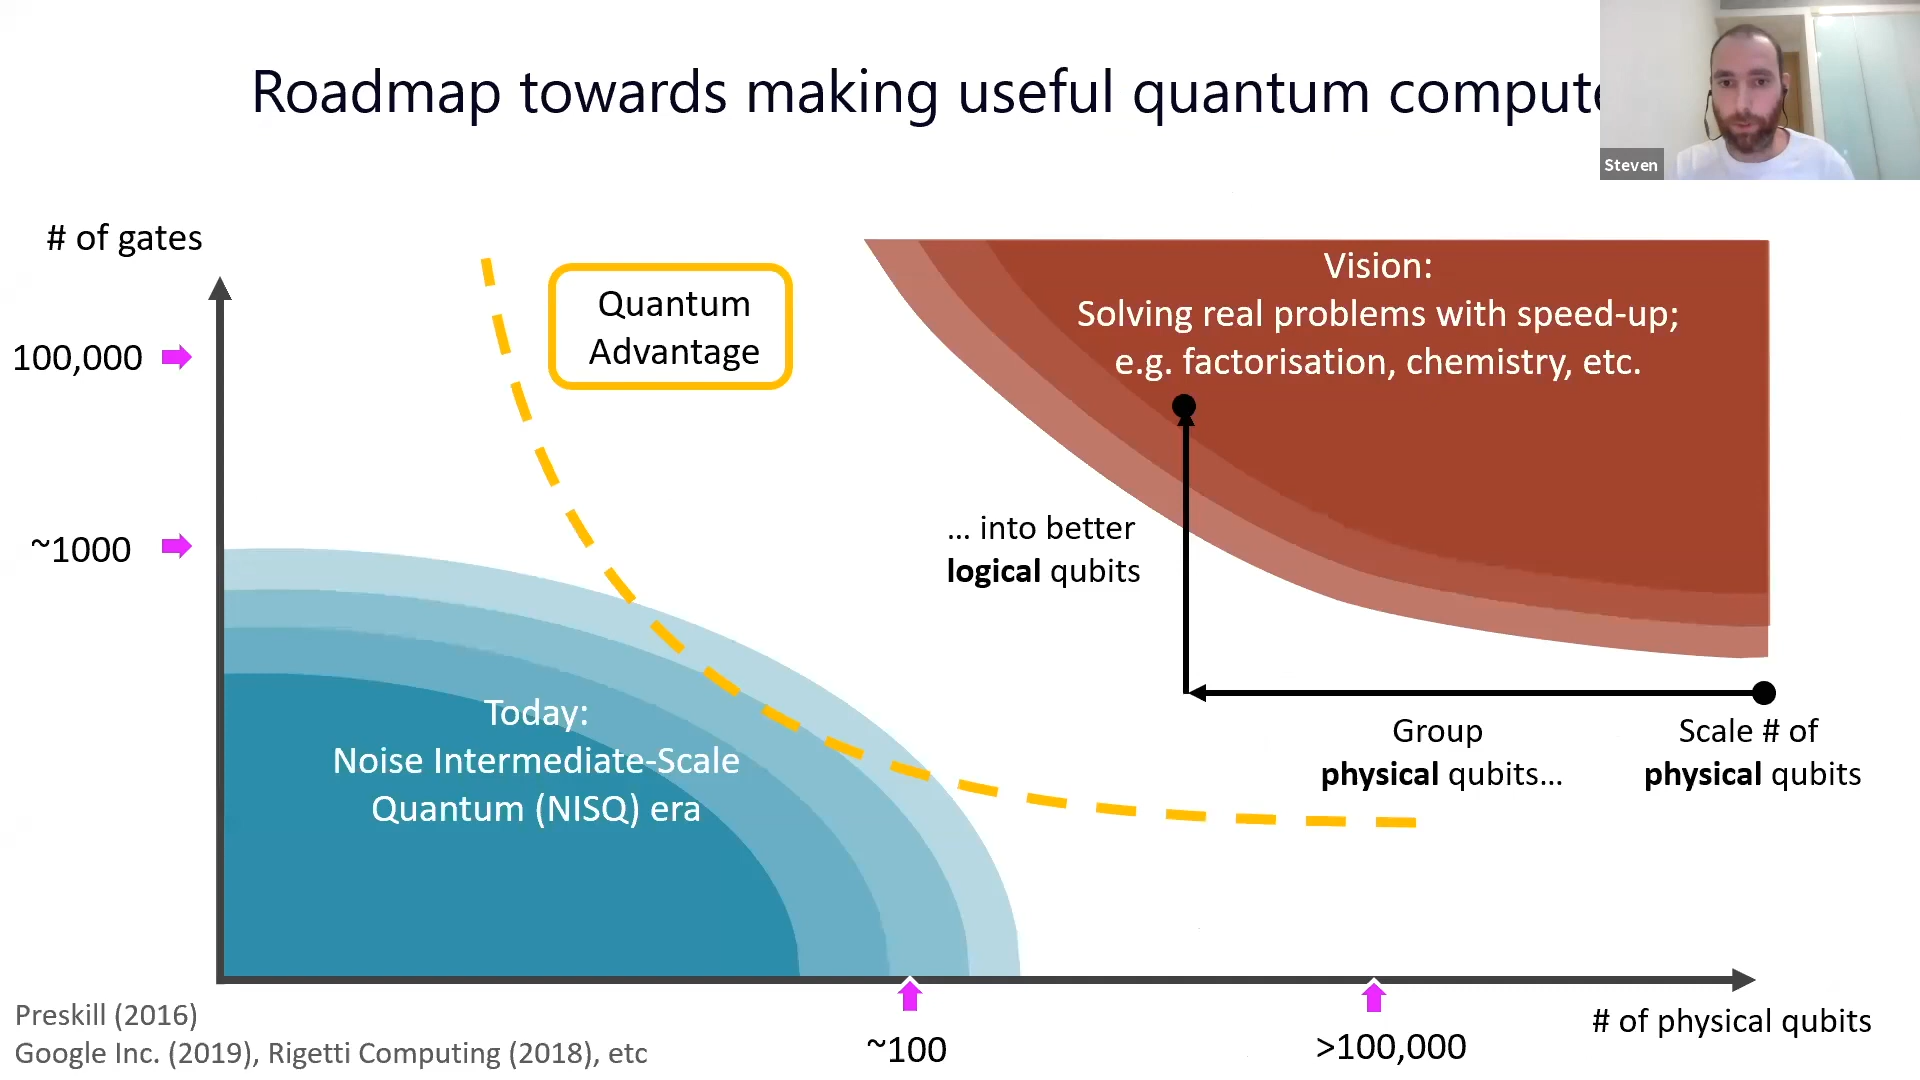 Roadmap towards making useful quantum compute
Steven
# of gates
100,000
~1000
Quantum
Advantage
Vision:
Solving real problems with speed-up;
e.g. factorisation, chemistry, etc.
... into better
logical qubits
Group
physical qubits...
Scale # of
physical qubits
Today:
Noise Intermediate-Scale
Quantum (NISQ) era
Preskill (2016)
Google Inc. (2019), Rigetti Computing (2018), etc
~100
>100,000
# of physical qubits